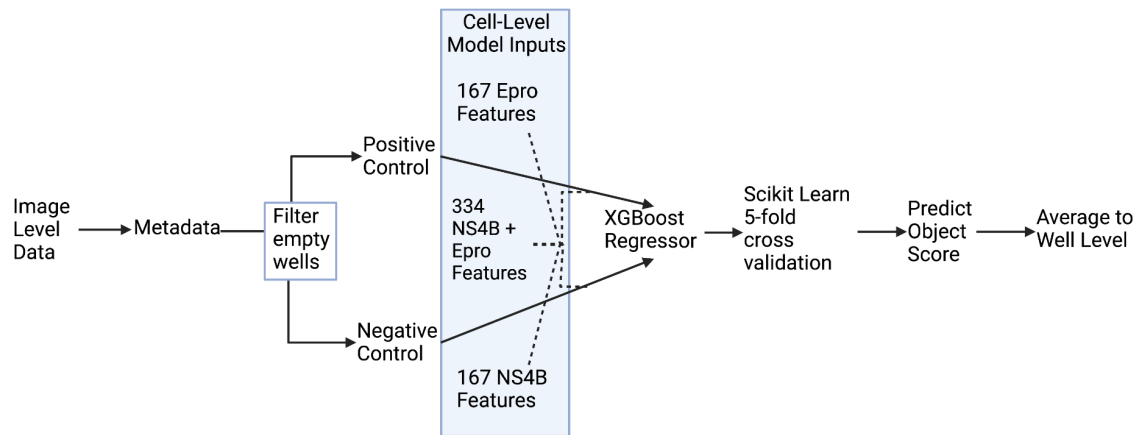 Image
Level
Data
Metadata
Filter
empty
wells
Positive
Control
Negative
Control
Cell-Level
Model Inputs
167 Epro
Features
334
NS4B +
Epro
Features
167 NS4B
Features
XGBoost
Regressor
Scikit Learn
5-fold
cross
validation
Predict
Object
Score
Average to
Well Level